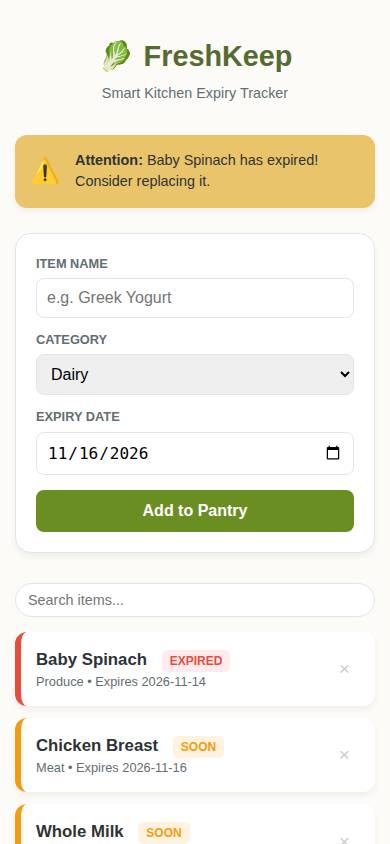 FreshKeep
Smart Kitchen Expiry Tracker
Attention: Baby Spinach has expired!
Consider replacing it.
ITEM NAME
e.g. Greek Yogurt
CATEGORY
Dairy
EXPIRY DATE
11/16/2026
Add to Pantry
Search items...
Baby Spinach EXPIRED
Produce • Expires 2026-11-14
×
Chicken Breast SOON
Meat • Expires 2026-11-16
×
Whole Milk SOON
×